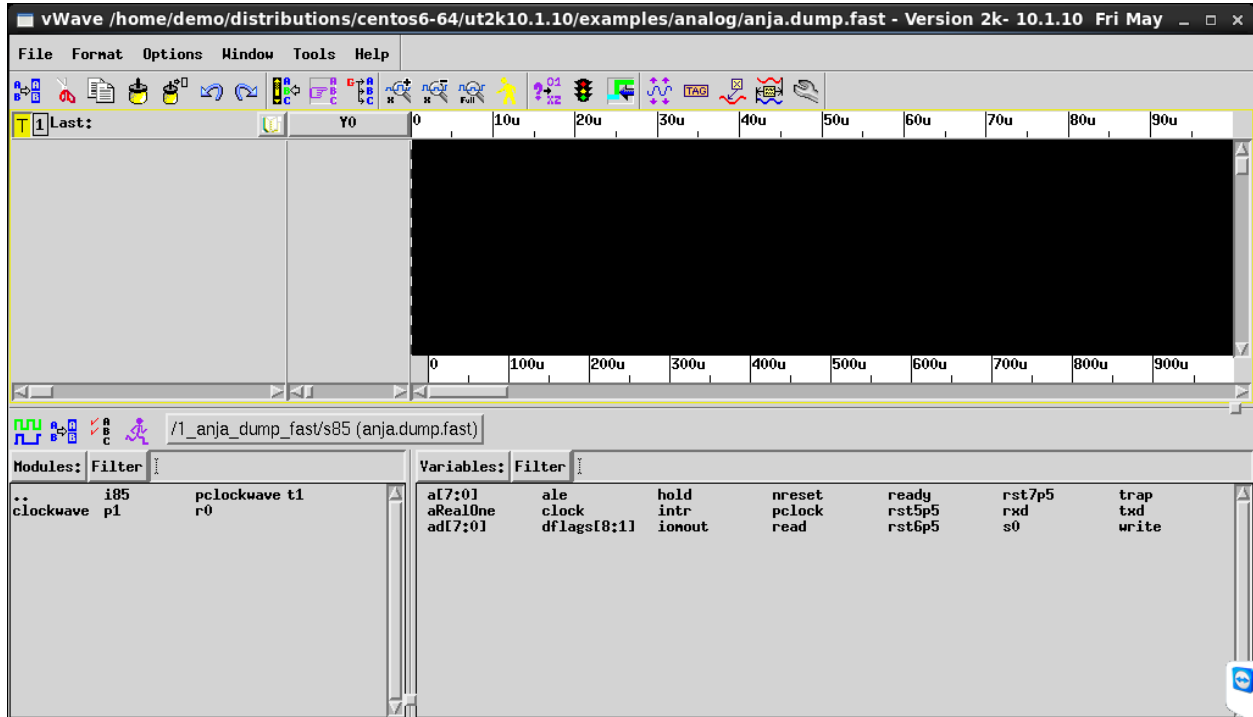 vWave /home/demo/distributions/centos6-64/ut2k10.1.10/examples/analog/anja.dump.fast - Version 2k- 10.1.10 Fri May
File Format Options Window Tools Help
T 1 Last: Y0 0 10u 20u 30u 40u 50u 60u 70u 80u 90u
0 100u 200u 300u 400u 500u 600u 700u 800u 900u
/1_anja_dump_fast/s85 (anja.dump.fast)
Modules: Filter Variables: Filter
.. i85 pclockwave t1
clockwave p1 r0
a[7:0] ale hold nreset ready rst7p5 trap
aRealOne clock intr pclock rst5p5 rxd txd
ad[7:0] dflags[8:1] iomout read rst6p5 s0 write